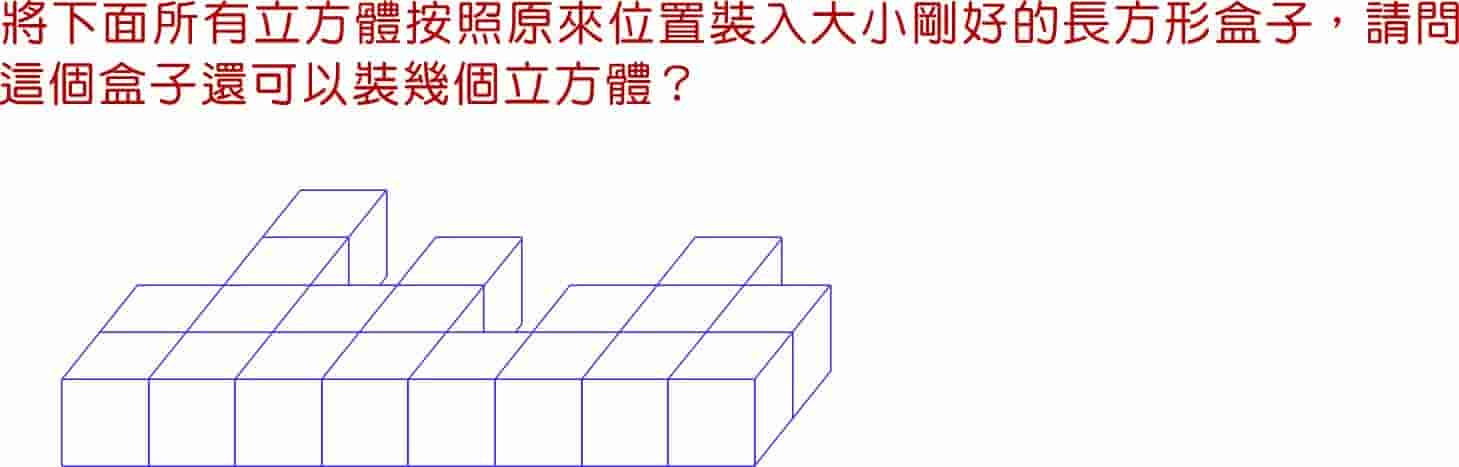 將下面所有立方體按照原來位置裝入大小剛好的長方形盒子，請問
這個盒子還可以裝幾個立方體？